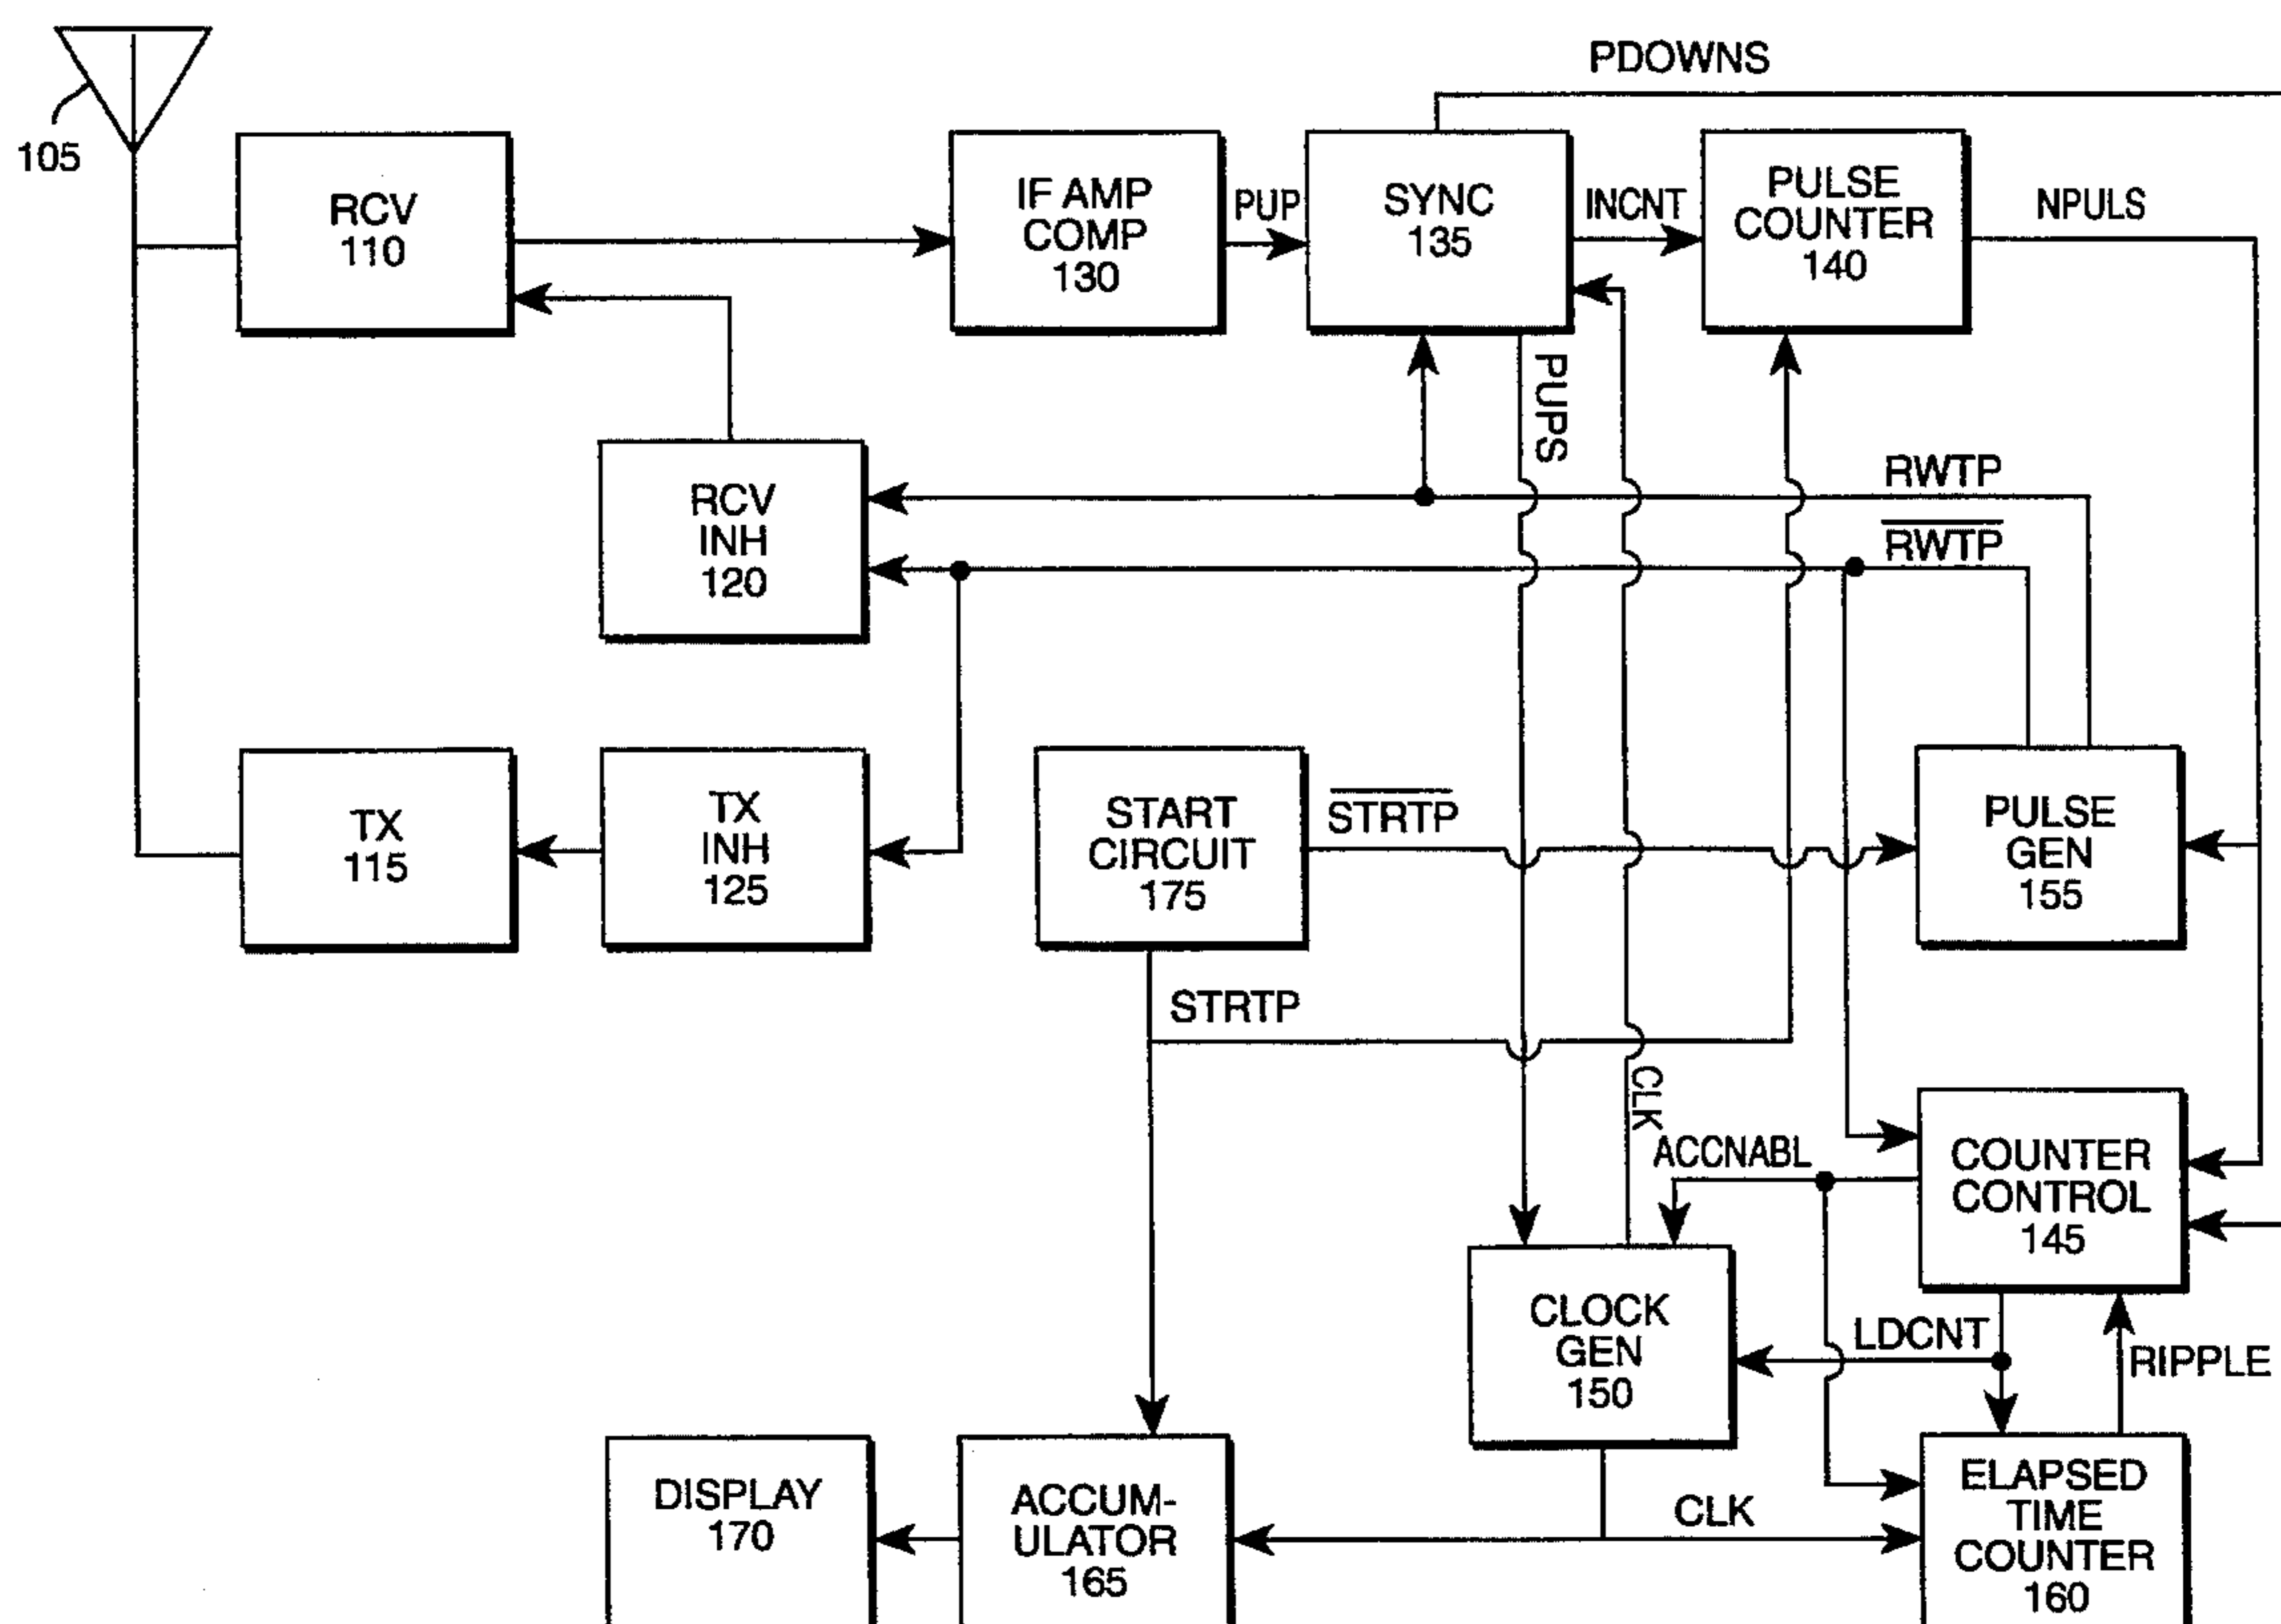 PDOWNS
105
RCV
110
IF AMP
COMP
130
PUP
SYNC
135
INCNT
PULSE
COUNTER
140
NPULS
PUPS
RCV
INH
120
RWTP
R̅W̅T̅P̅
TX
115
TX
INH
125
START
CIRCUIT
175
S̅T̅R̅T̅P̅
PULSE
GEN
155
STRTP
CLK
ACCNABL
COUNTER
CONTROL
145
CLOCK
GEN
150
LDCNT
RIPPLE
DISPLAY
170
ACCUM-
ULATOR
165
CLK
ELAPSED
TIME
COUNTER
160